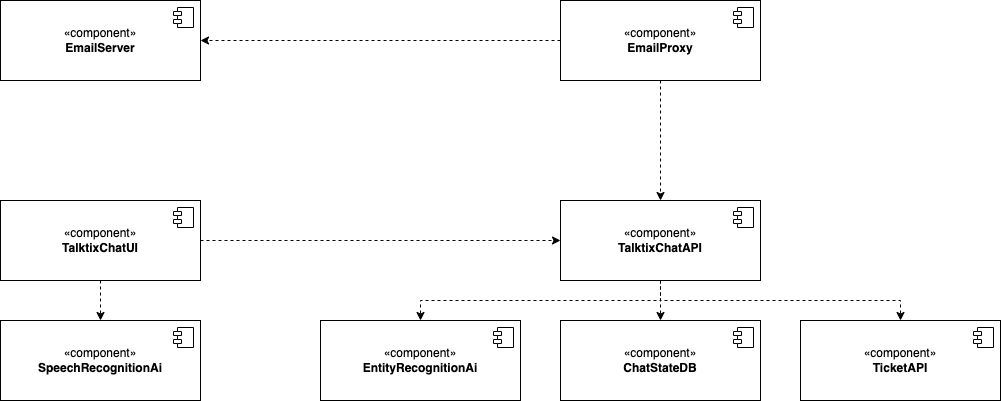 «component»
EmailServer
«component»
EmailProxy
«component»
TalktixChatUI
«component»
TalktixChatAPI
«component»
SpeechRecognitionAi
«component»
EntityRecognitionAi
«component»
ChatStateDB
«component»
TicketAPI